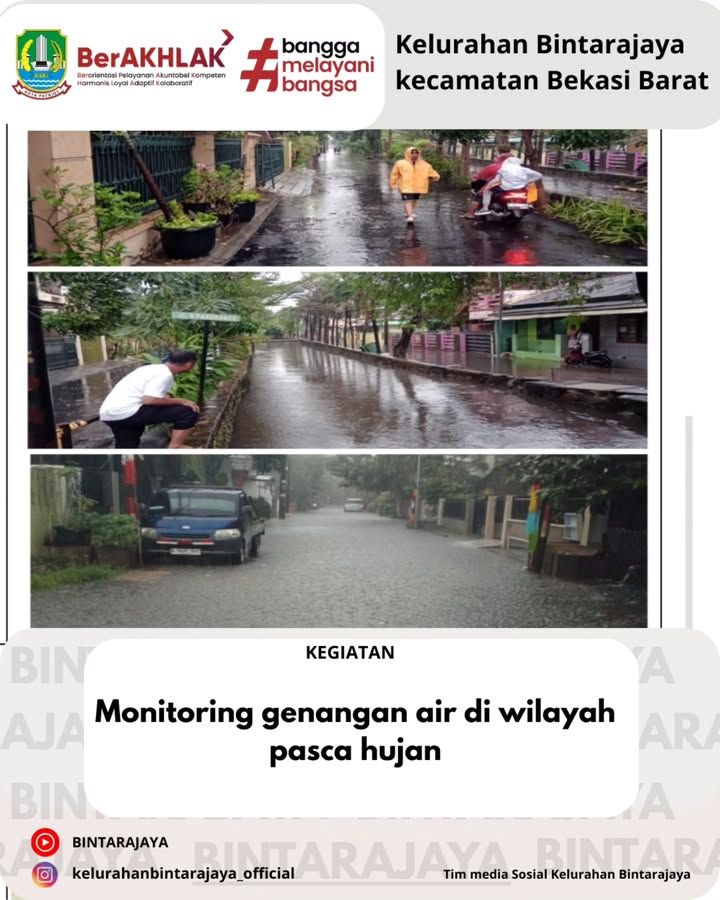 BerAKHLAK
Berorientasi Pelayanan Akuntabel Kompeten
Harmonis Loyal Adaptif Kolaboratif
#bangga
melayani
bangsa
Kelurahan Bintarajaya
kecamatan Bekasi Barat
KEGIATAN
Monitoring genangan air di wilayah
pasca hujan
BINTARAJAYA
kelurahanbintarajaya_official
Tim media Sosial Kelurahan Bintarajaya
BINTARAJAYA